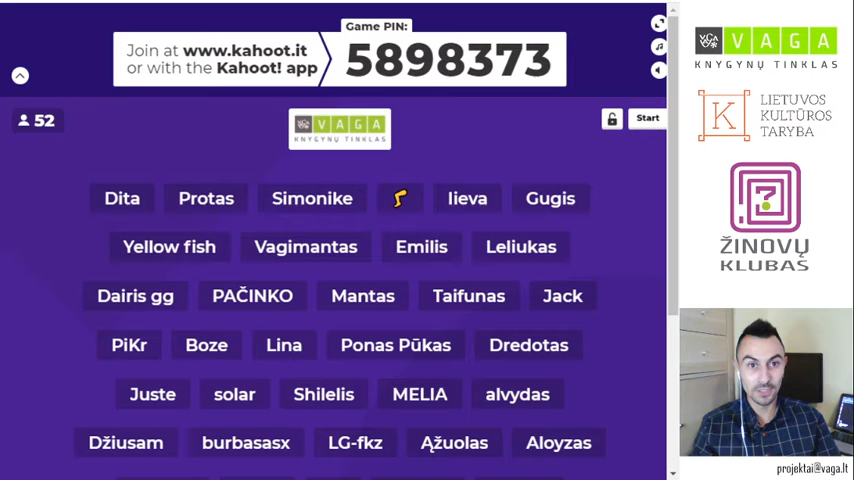 Game PIN:
Join at www.kahoot.it
or with the Kahoot! app
5898373
52
VAGA
KNYGYNŲ TINKLAS
Start
Dita Protas Simonike Iieva Gugis
Yellow fish Vagimantas Emilis Leliukas
Dairis gg PAČINKO Mantas Taifunas Jack
PiKr Boze Lina Ponas Pūkas Dredotas
Juste solar Shilelis MELIA alvydas
Džiusam burbasasx LG-fkz Ąžuolas Aloyzas
VAGA
KNYGYNŲ TINKLAS
K
LIETUVOS
KULTŪROS
TARYBA
?
ŽINOVŲ
KLUBAS
projektai@vaga.lt